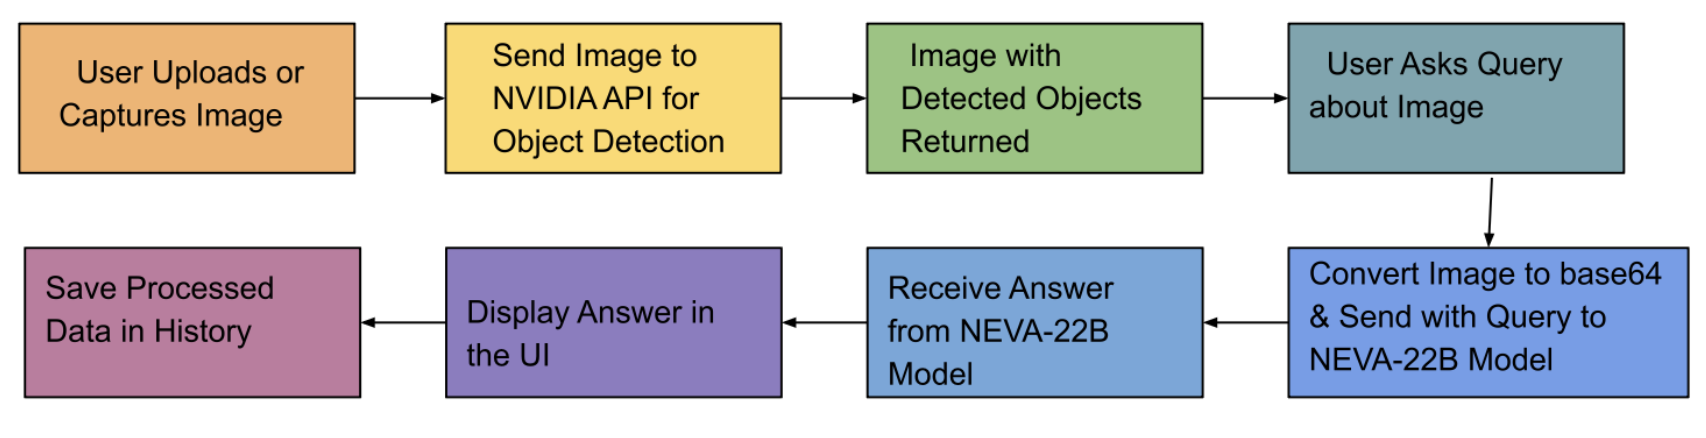 User Uploads or
Captures Image
Send Image to
NVIDIA API for
Object Detection
Image with
Detected Objects
Returned
User Asks Query
about Image
Convert Image to base64
& Send with Query to
NEVA-22B Model
Receive Answer
from NEVA-22B
Model
Display Answer in
the UI
Save Processed
Data in History